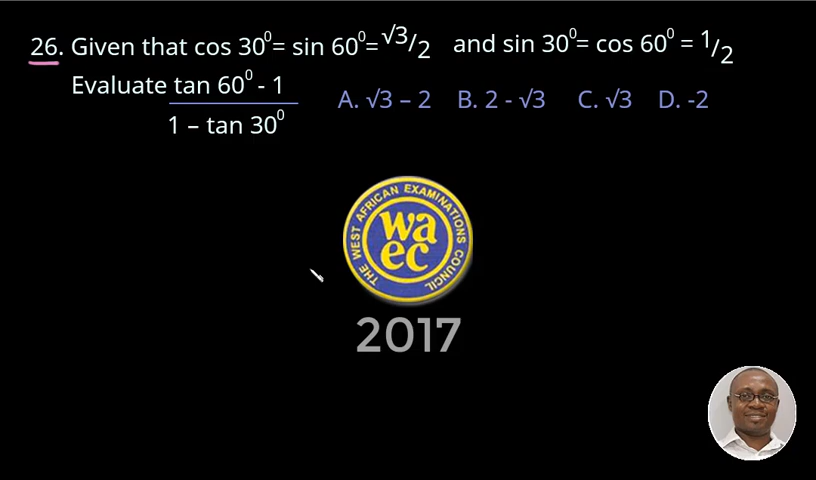 26. Given that cos 30⁰= sin 60⁰=√3/2 and sin 30⁰= cos 60⁰ = 1/2
Evaluate tan 60⁰ - 1
1 – tan 30⁰
A. √3 – 2 B. 2 - √3 C. √3 D. -2
THE WEST AFRICAN EXAMINATIONS COUNCIL
wa
ec
2017